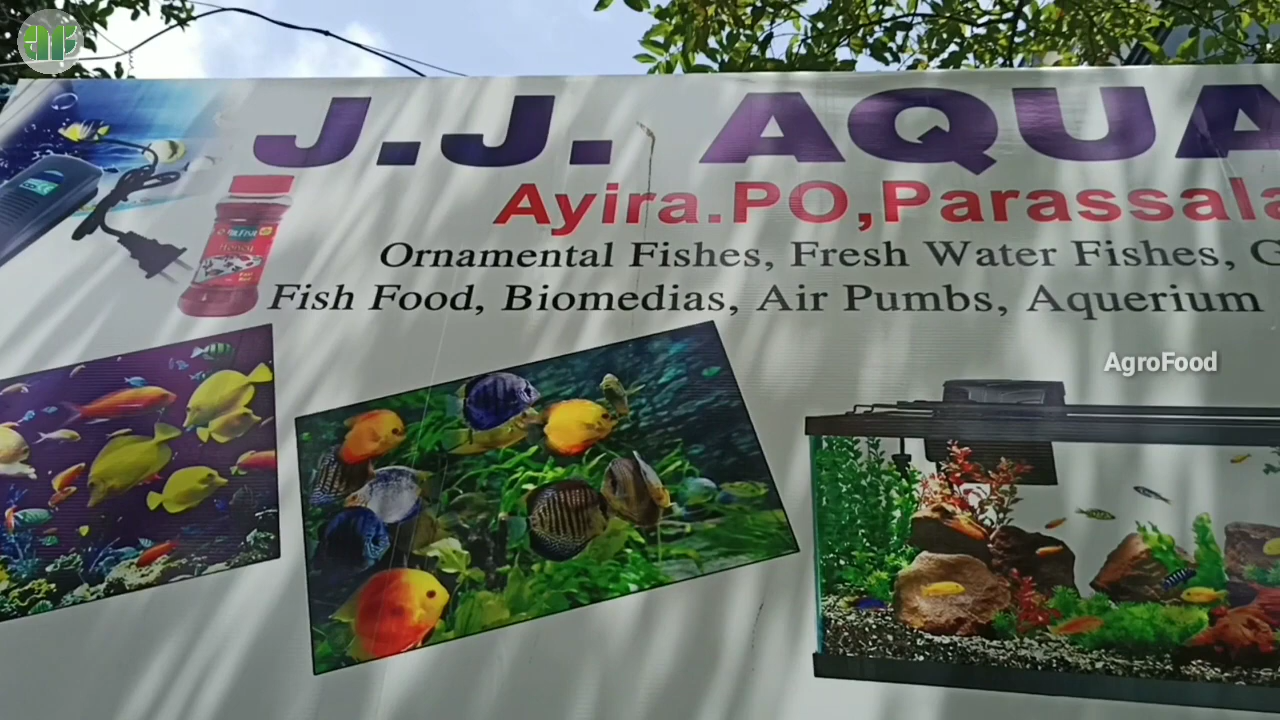 J.J. AQUA
Ayira.PO,Parassala
Ornamental Fishes, Fresh Water Fishes, G
Fish Food, Biomedias, Air Pumbs, Aquerium
AgroFood